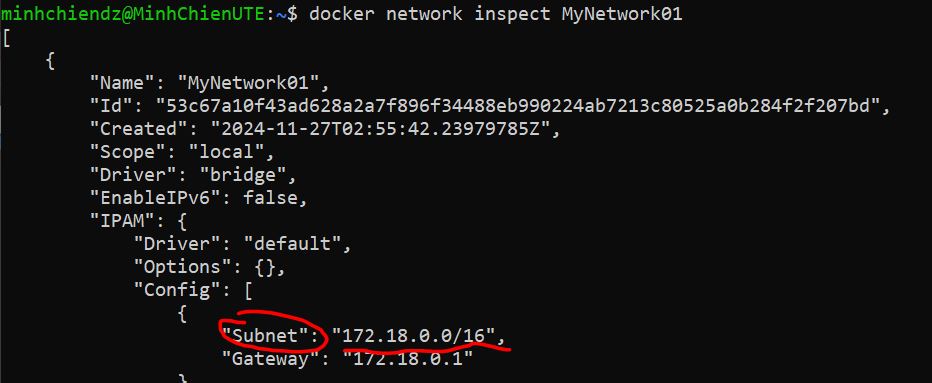 minhchiendz@MinhChienUTE:~$ docker network inspect MyNetwork01
[
    {
        "Name": "MyNetwork01",
        "Id": "53c67a10f43ad628a2a7f896f34488eb990224ab7213c80525a0b284f2f207bd",
        "Created": "2024-11-27T02:55:42.23979785Z",
        "Scope": "local",
        "Driver": "bridge",
        "EnableIPv6": false,
        "IPAM": {
            "Driver": "default",
            "Options": {},
            "Config": [
                {
                    "Subnet": "172.18.0.0/16",
                    "Gateway": "172.18.0.1"
                }